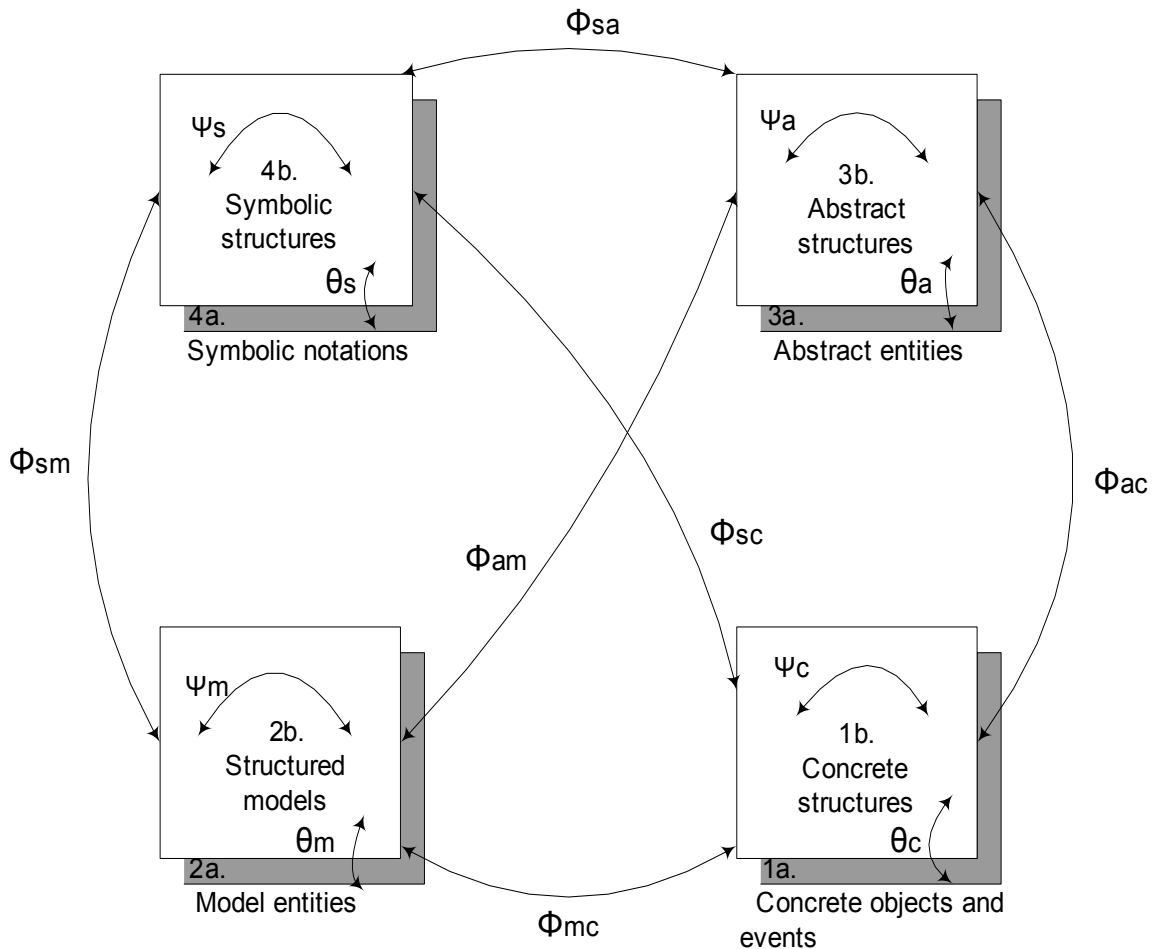 Φsa
Ψs
4b.
Symbolic
structures
θs
4a.
Symbolic notations
Ψa
3b.
Abstract
structures
θa
3a.
Abstract entities
Φsm
Φam
Φsc
Φac
Ψm
2b.
Structured
models
θm
2a.
Model entities
Ψc
1b.
Concrete
structures
θc
1a.
Concrete objects and
events
Φmc